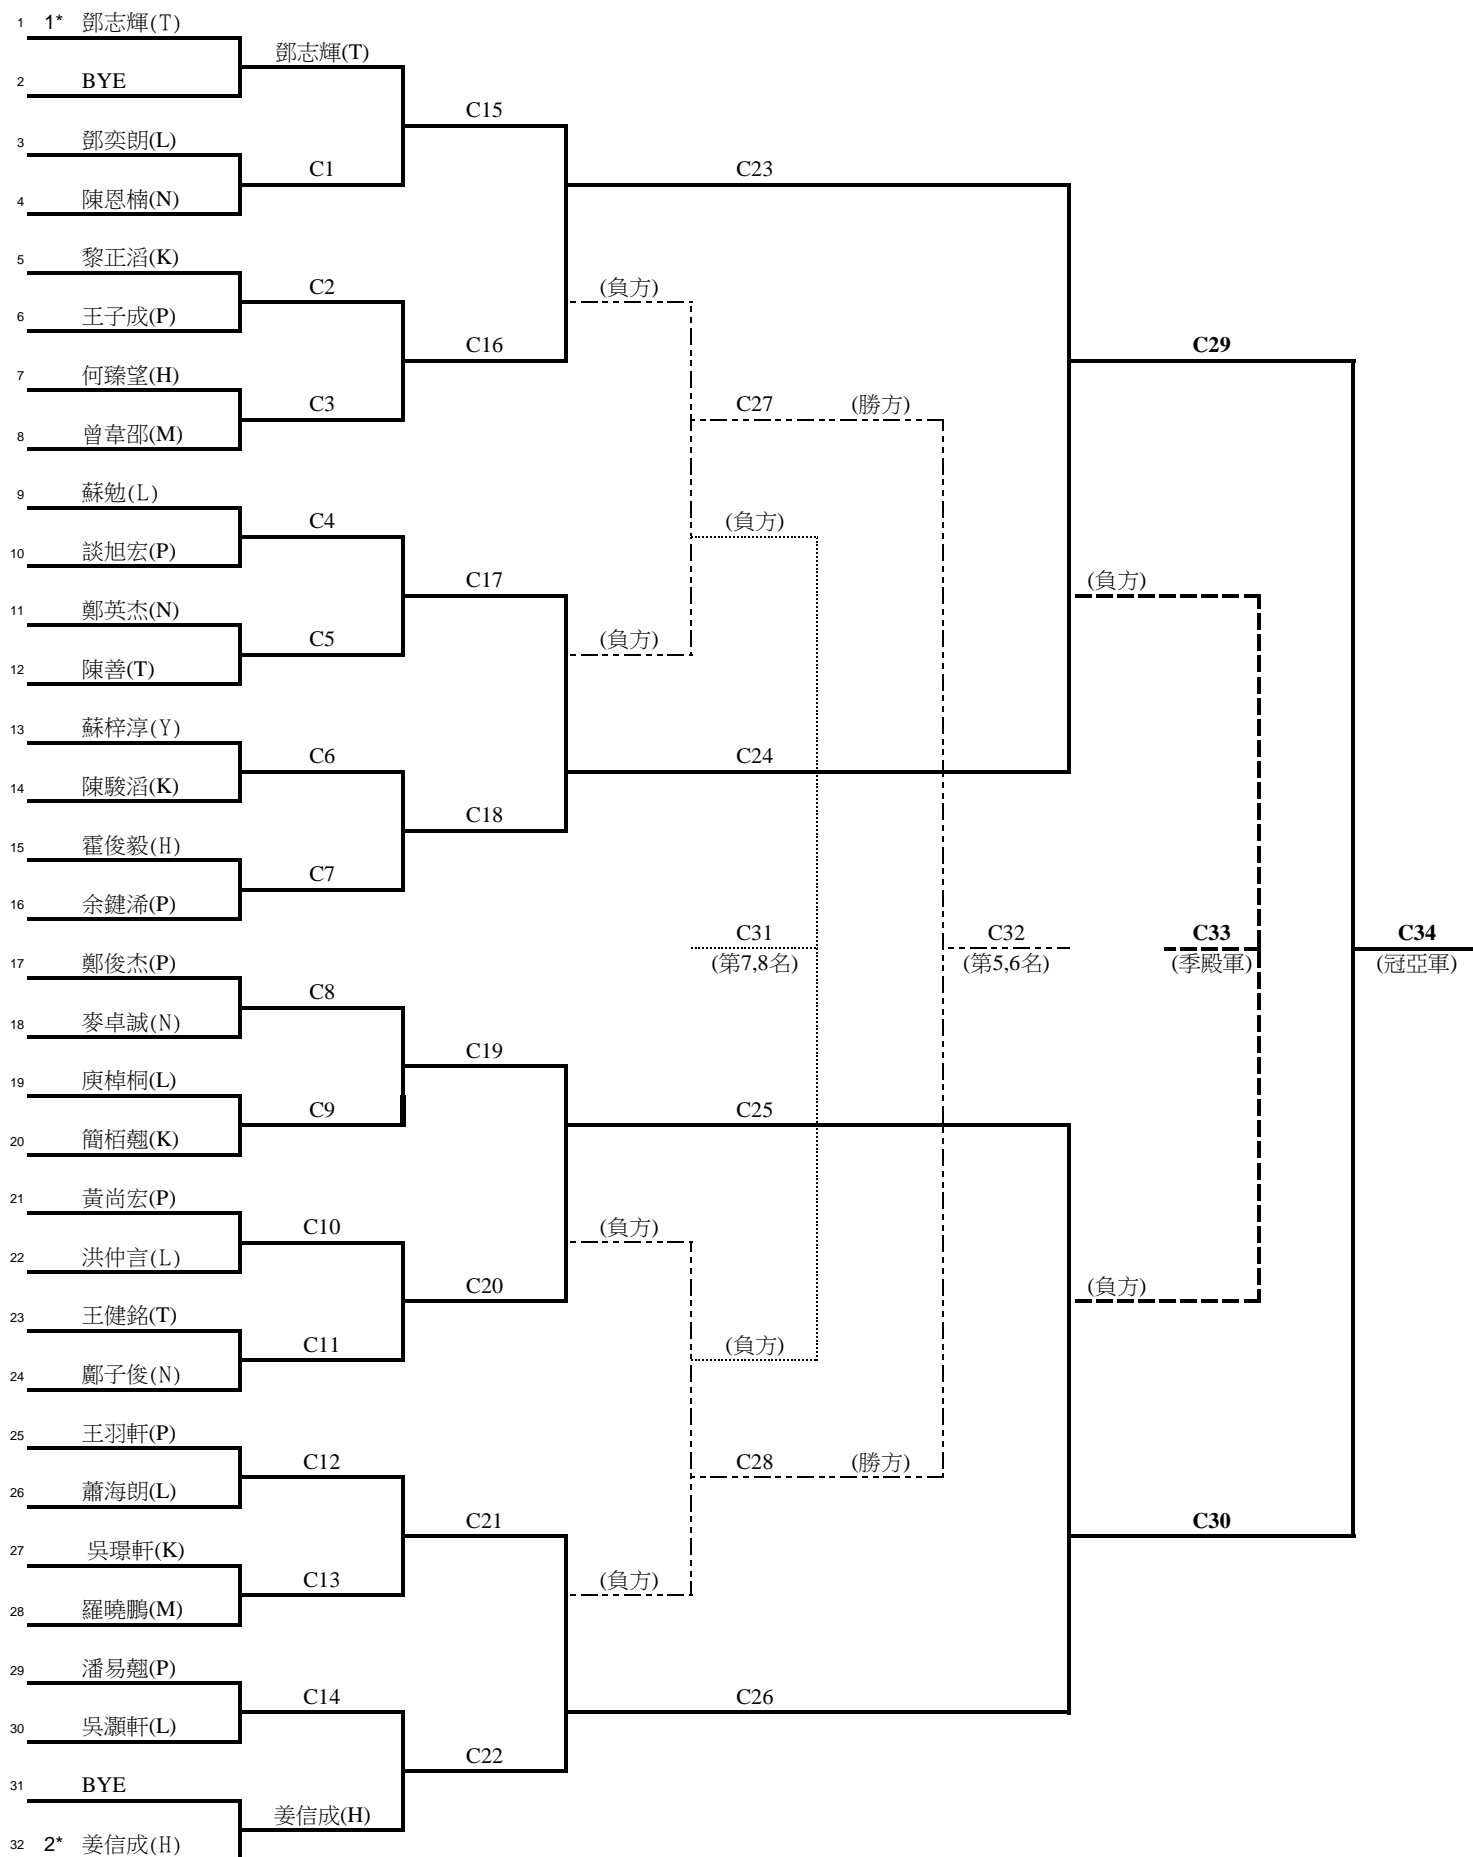 1 1* 鄧志輝(T)
鄧志輝(T)
2 BYE
C15
3 鄧奕朗(L)
C1 C23
4 陳恩楠(N)
5 黎正滔(K)
C2 (負方)
6 王子成(P)
C16 C29
7 何臻望(H)
C3 C27 (勝方)
8 曾韋邵(M)
9 蘇勉(L)
C4 (負方)
10 談旭宏(P)
C17 (負方)
11 鄭英杰(N)
C5 (負方)
12 陳善(T)
13 蘇梓淳(Y)
C6 C24
14 陳駿滔(K)
C18
15 霍俊毅(H)
C7
16 余鍵浠(P)
C31 C32 C33 C34
17 鄭俊杰(P) (第7,8名) (第5,6名) (季殿軍) (冠亞軍)
C8
18 麥卓誠(N)
C19
19 庾棹桐(L)
C9 C25
20 簡栢翹(K)
21 黃尚宏(P)
C10 (負方)
22 洪仲言(L)
C20 (負方)
23 王健銘(T)
C11 (負方)
24 鄺子俊(N)
25 王羽軒(P)
C12 C28 (勝方)
26 蕭海朗(L)
C21 C30
27 吳璟軒(K)
C13 (負方)
28 羅曉鵬(M)
29 潘易翹(P)
C14 C26
30 吳灝軒(L)
C22
31 BYE
姜信成(H)
32 2* 姜信成(H)